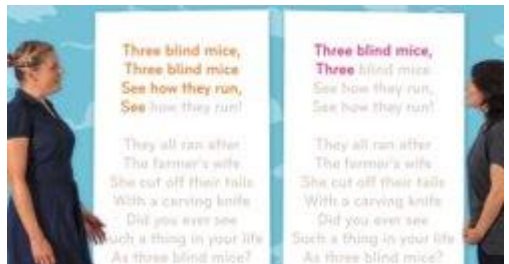 Three blind mice,
Three blind mice
See how they run,
See how they run!
They all ran after
The farmer's wife
She cut off their tails
With a carving knife
Did you ever see
Such a thing in your life
As three blind mice?
Three blind mice,
Three blind mice
See how they run,
See how they run!
They all ran after
The farmer's wife
She cut off their tails
With a carving knife
Did you ever see
Such a thing in your life
As three blind mice?